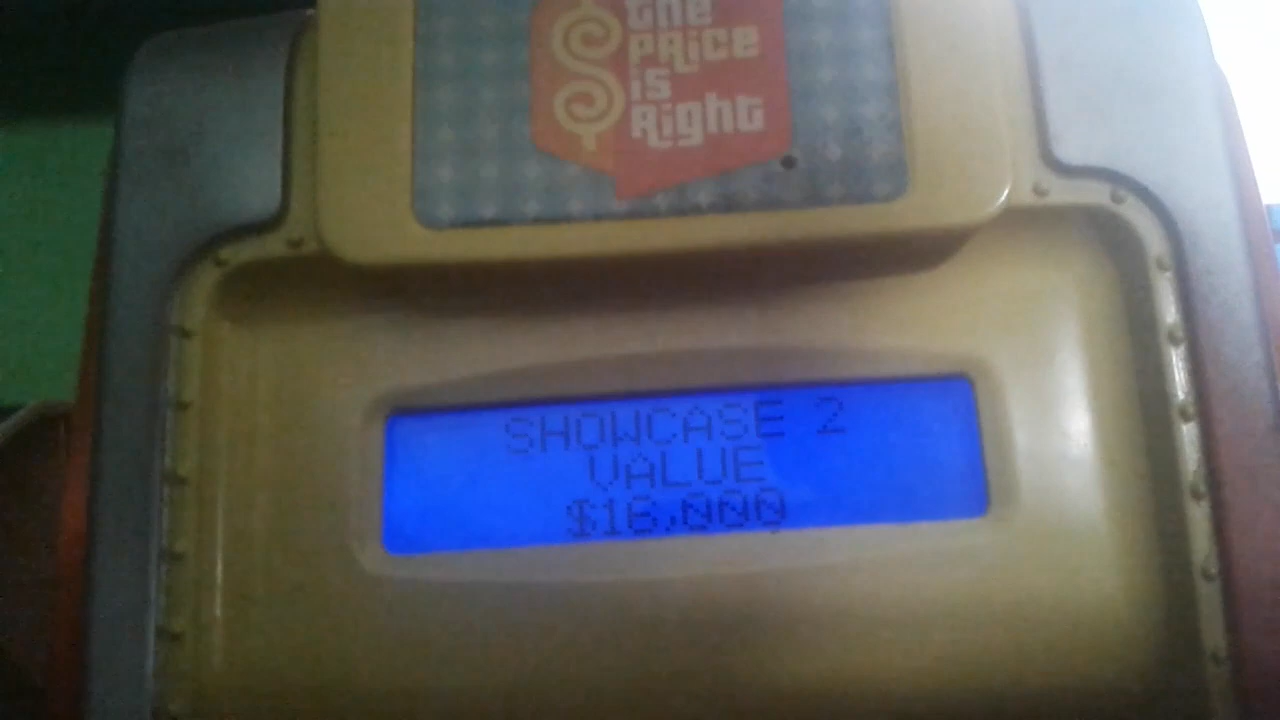 the
PRice
is
Right
SHOWCASE 2
VALUE
$16,000